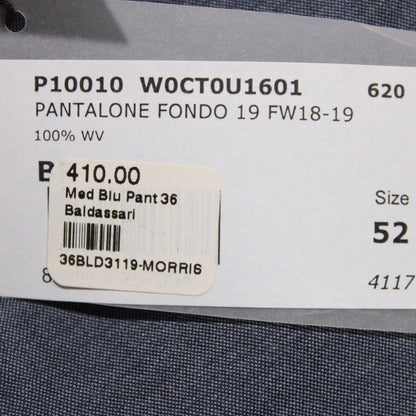 P10010 W0CT0U1601 620
PANTALONE FONDO 19 FW18-19
100% WV
B
410.00
Med Blu Pant 36
Baldassari
36BLD3119-MORRIS
Size
52
8
4117